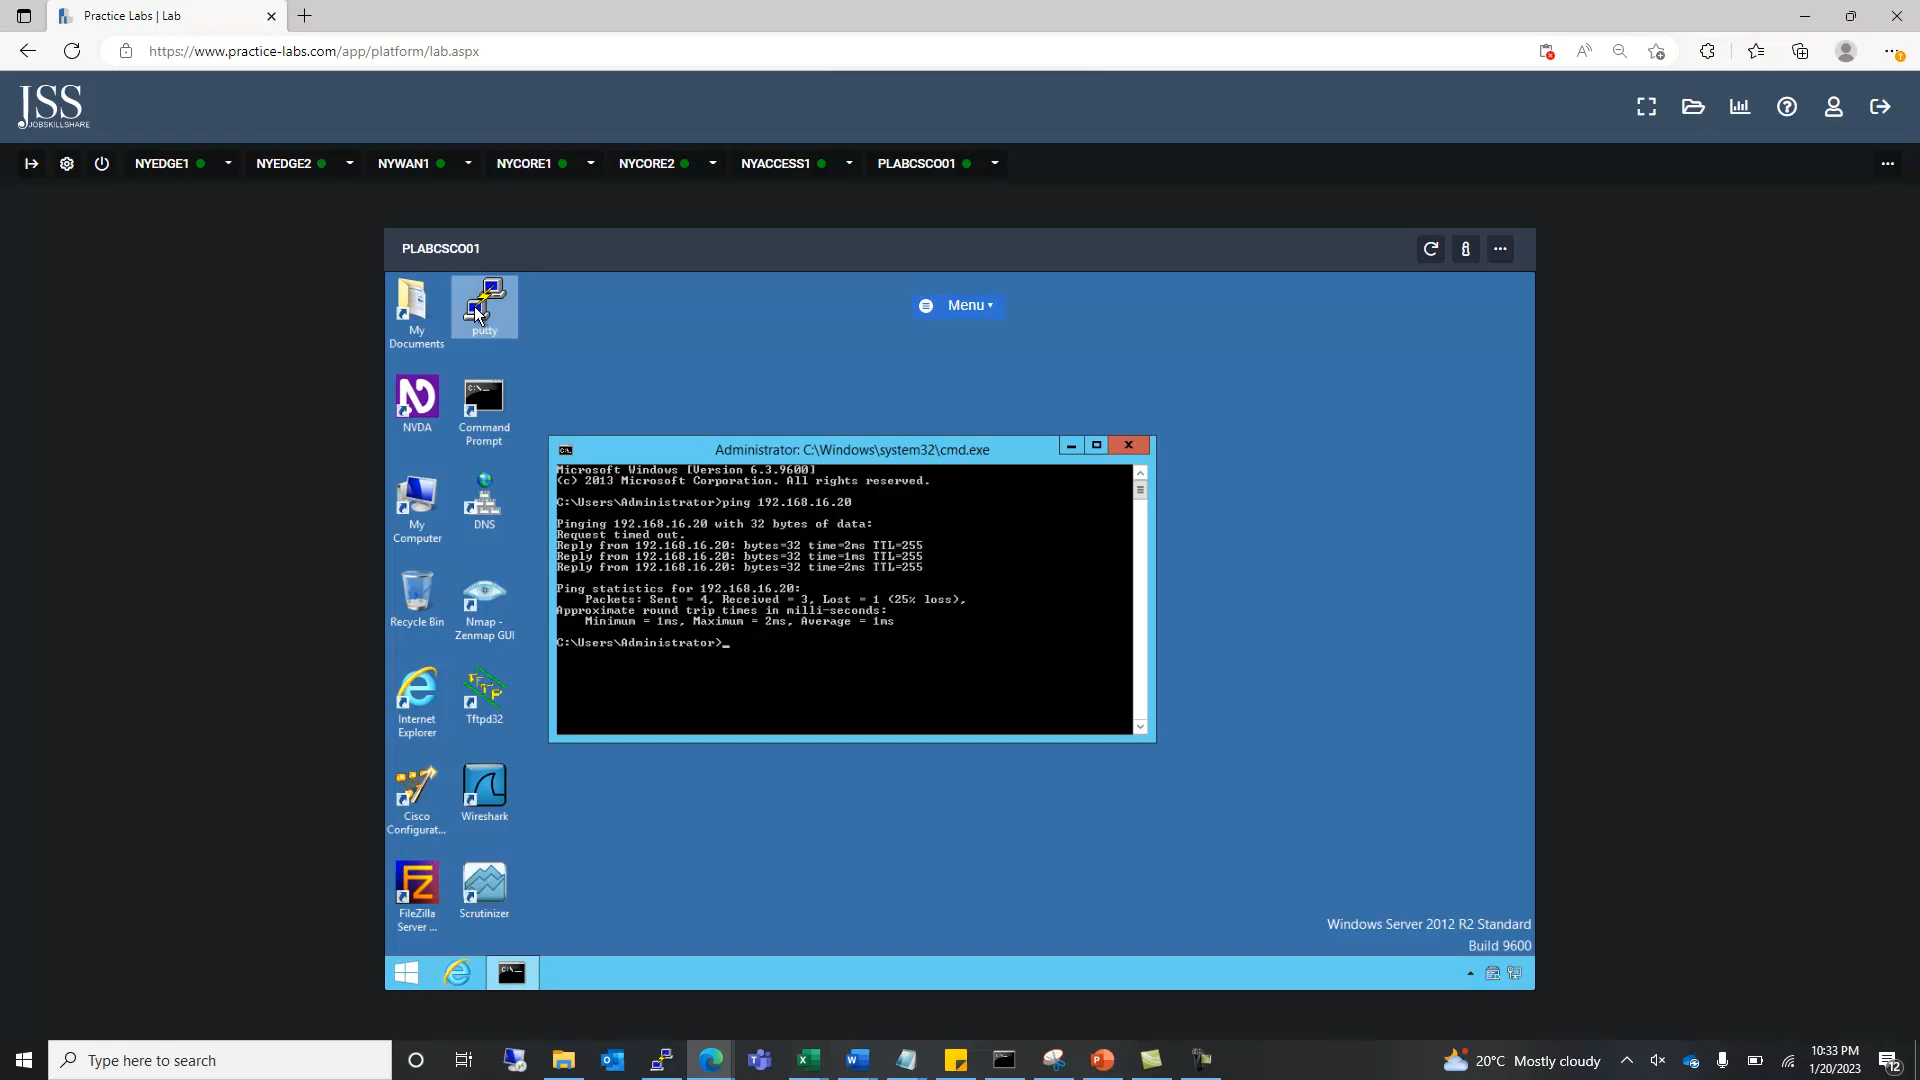 Practice Labs | Lab
https://www.practice-labs.com/app/platform/lab.aspx
JSS
JOBSKILLSHARE
NYEDGE1
NYEDGE2
NYWAN1
NYCORE1
NYCORE2
NYACCESS1
PLABCSCO01
PLABCSCO01
My
Documents
putty
Menu
NVDA
Command
Prompt
Administrator: C:\Windows\system32\cmd.exe
Microsoft Windows [Version 6.3.9600]
(c) 2013 Microsoft Corporation. All rights reserved.
C:\Users\Administrator>ping 192.168.16.20
Pinging 192.168.16.20 with 32 bytes of data:
Request timed out.
Reply from 192.168.16.20: bytes=32 time=2ms TTL=255
Reply from 192.168.16.20: bytes=32 time=1ms TTL=255
Reply from 192.168.16.20: bytes=32 time=2ms TTL=255
Ping statistics for 192.168.16.20:
Packets: Sent = 4, Received = 3, Lost = 1 (25% loss),
Approximate round trip times in milli-seconds:
Minimum = 1ms, Maximum = 2ms, Average = 1ms
C:\Users\Administrator>_
My
Computer
DNS
Recycle Bin
Nmap -
Zenmap GUI
Internet
Explorer
Tftpd32
Cisco
Configurat...
Wireshark
FileZilla
Server ...
Scrutinizer
Windows Server 2012 R2 Standard
Build 9600
Type here to search
20°C Mostly cloudy
10:33 PM
1/20/2023
12